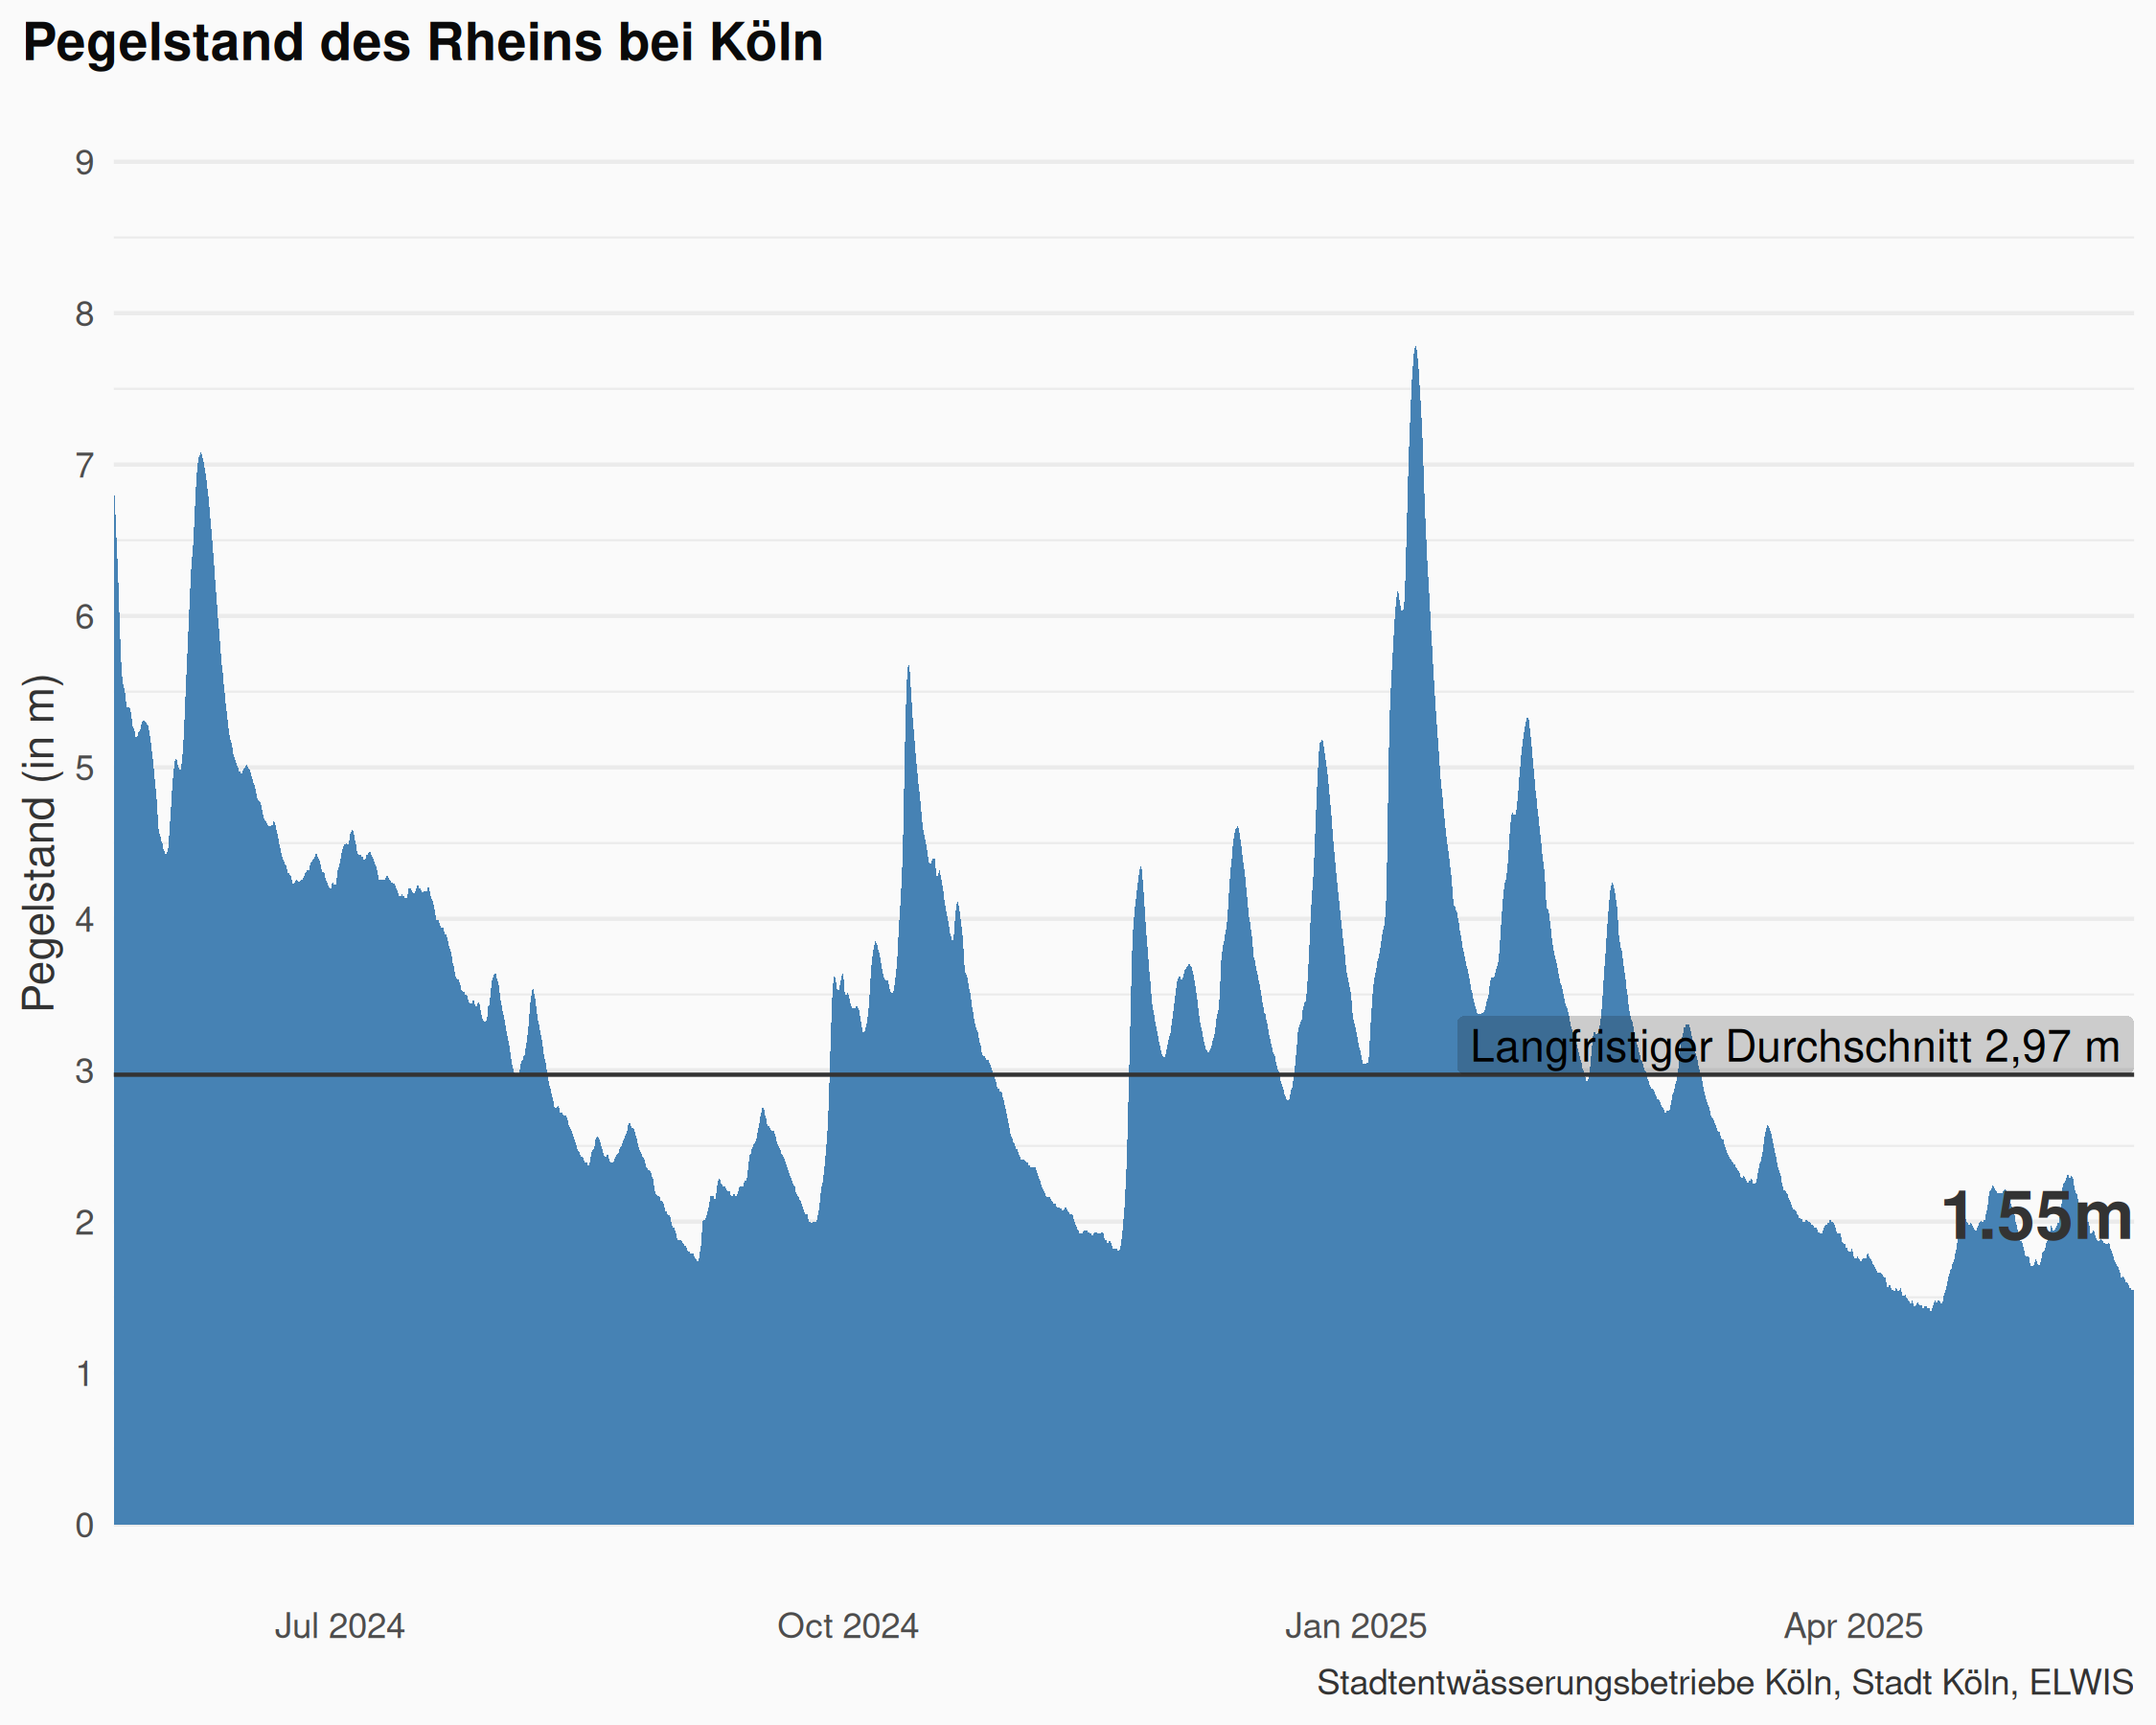 Pegelstand des Rheins bei Köln
9
8
7
6
5
4
3
2
1
0
Pegelstand (in m)
Langfristiger Durchschnitt 2,97 m
1.55m
Jul 2024
Oct 2024
Jan 2025
Apr 2025
Stadtentwässerungsbetriebe Köln, Stadt Köln, ELWIS